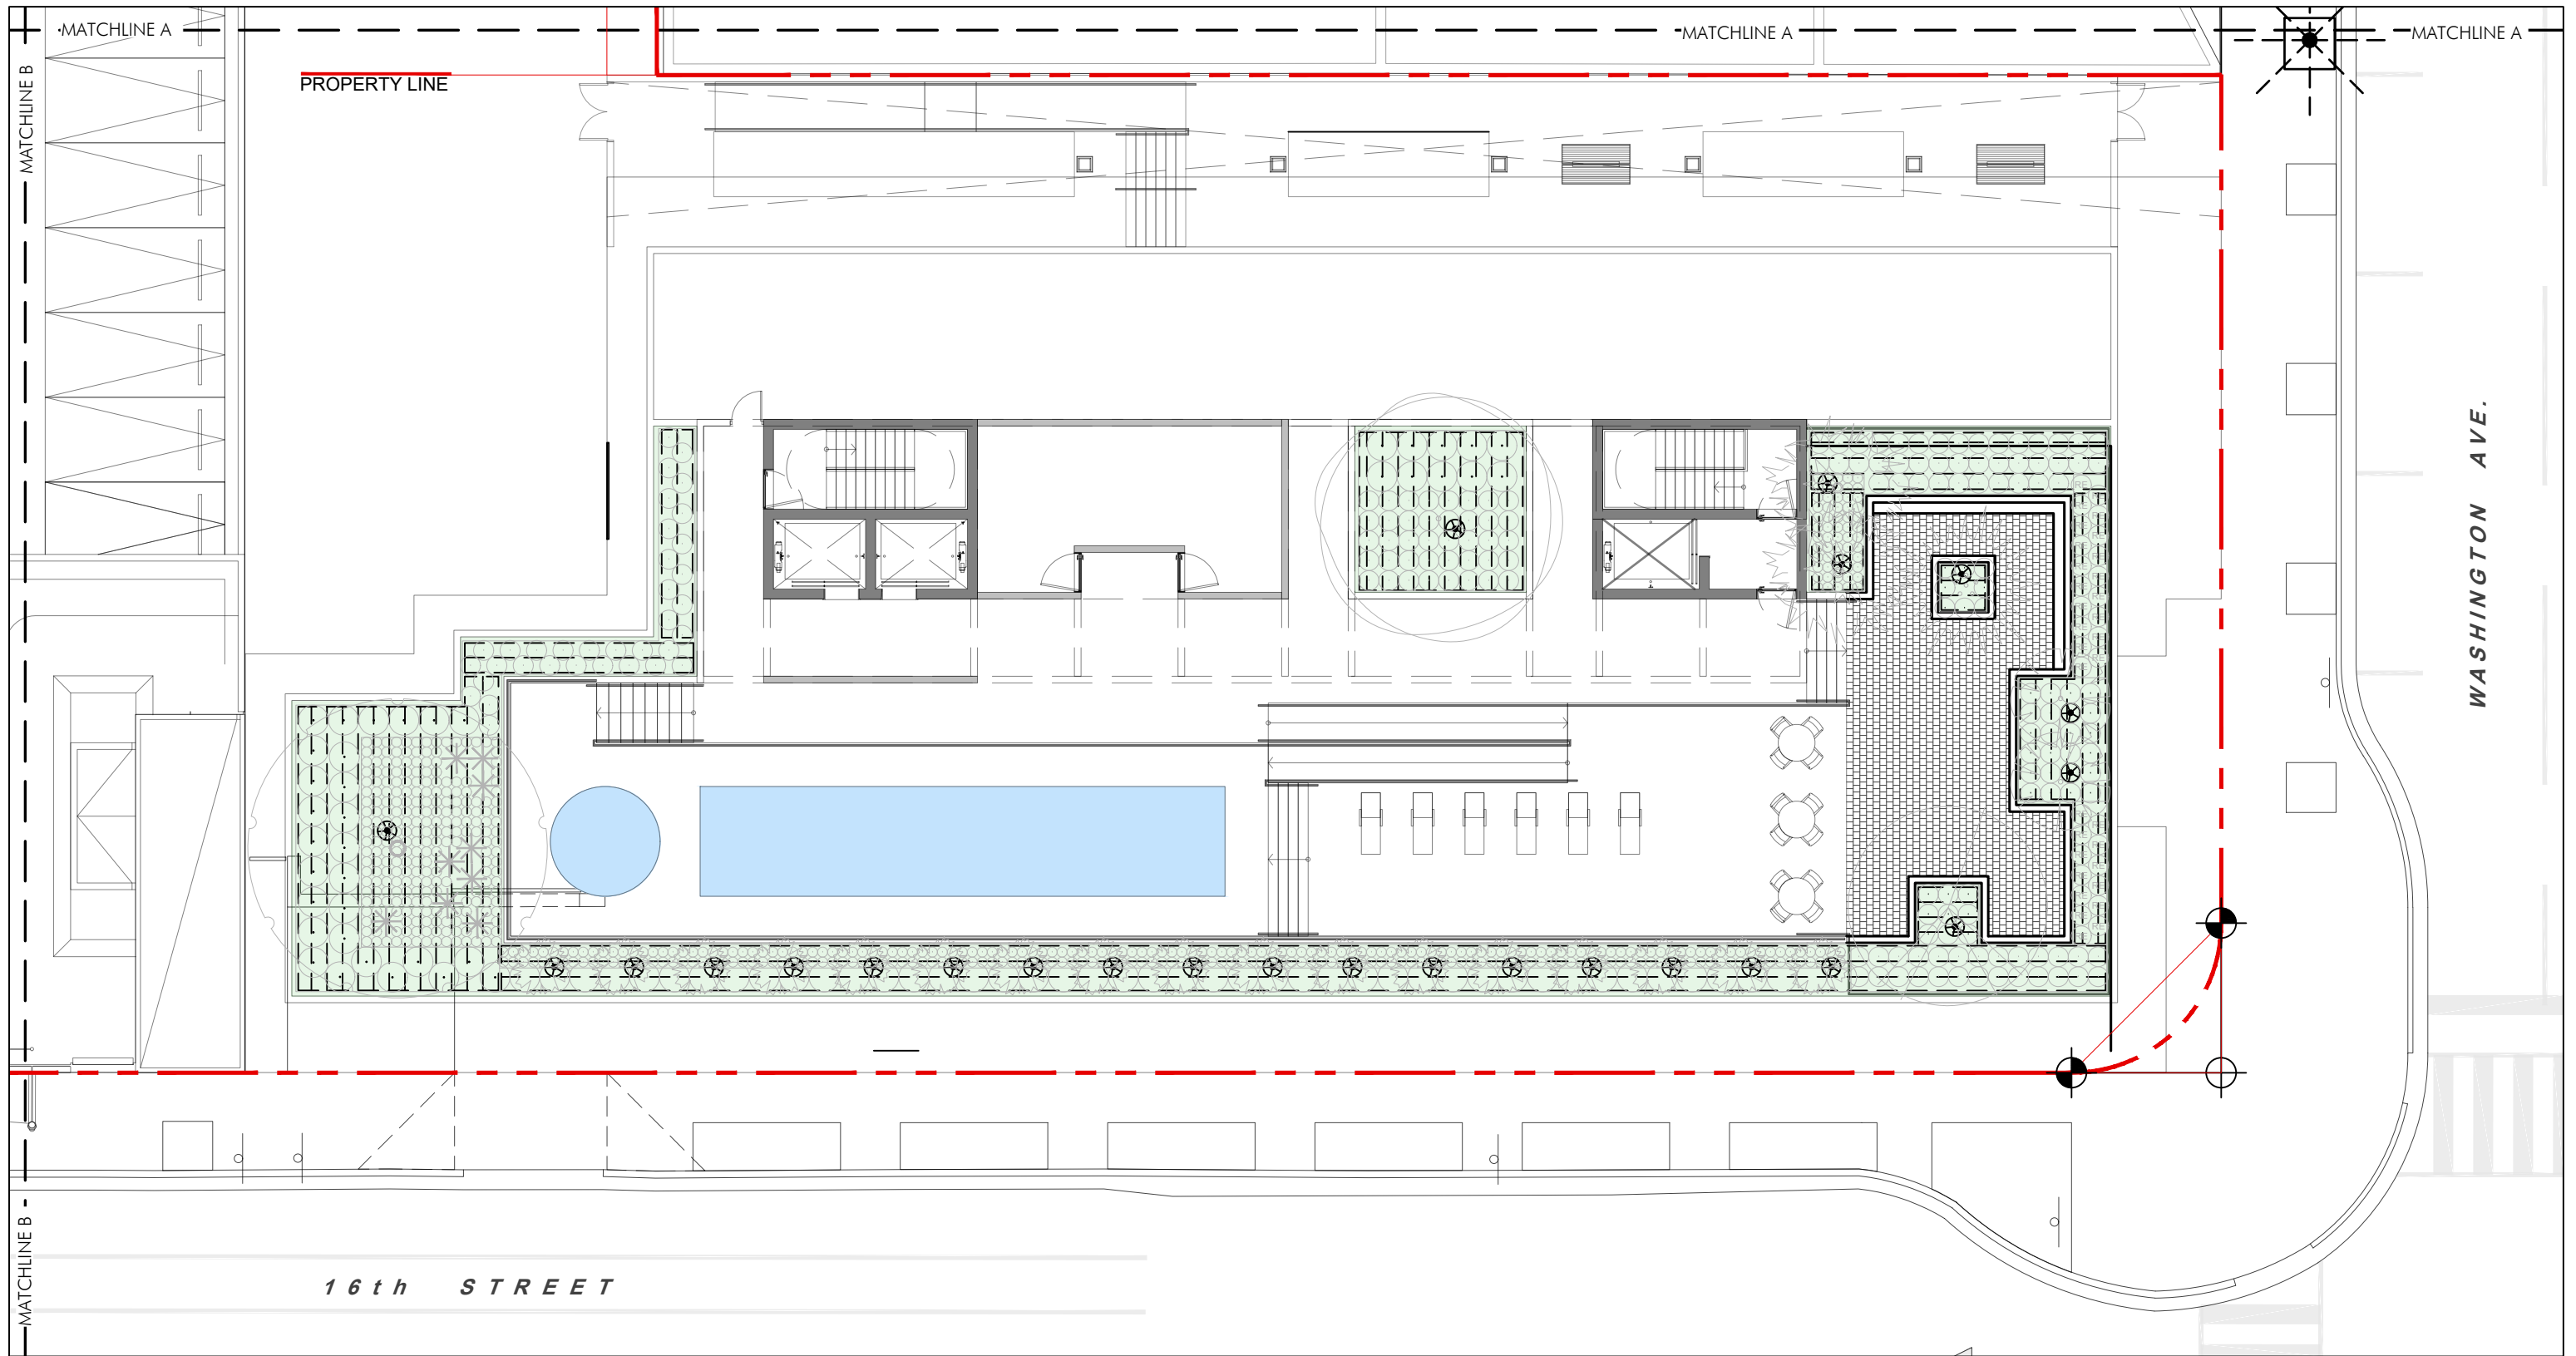 MATCHLINE A
MATCHLINE A
MATCHLINE A
MATCHLINE B
PROPERTY LINE
WASHINGTON AVE.
MATCHLINE B
16th STREET